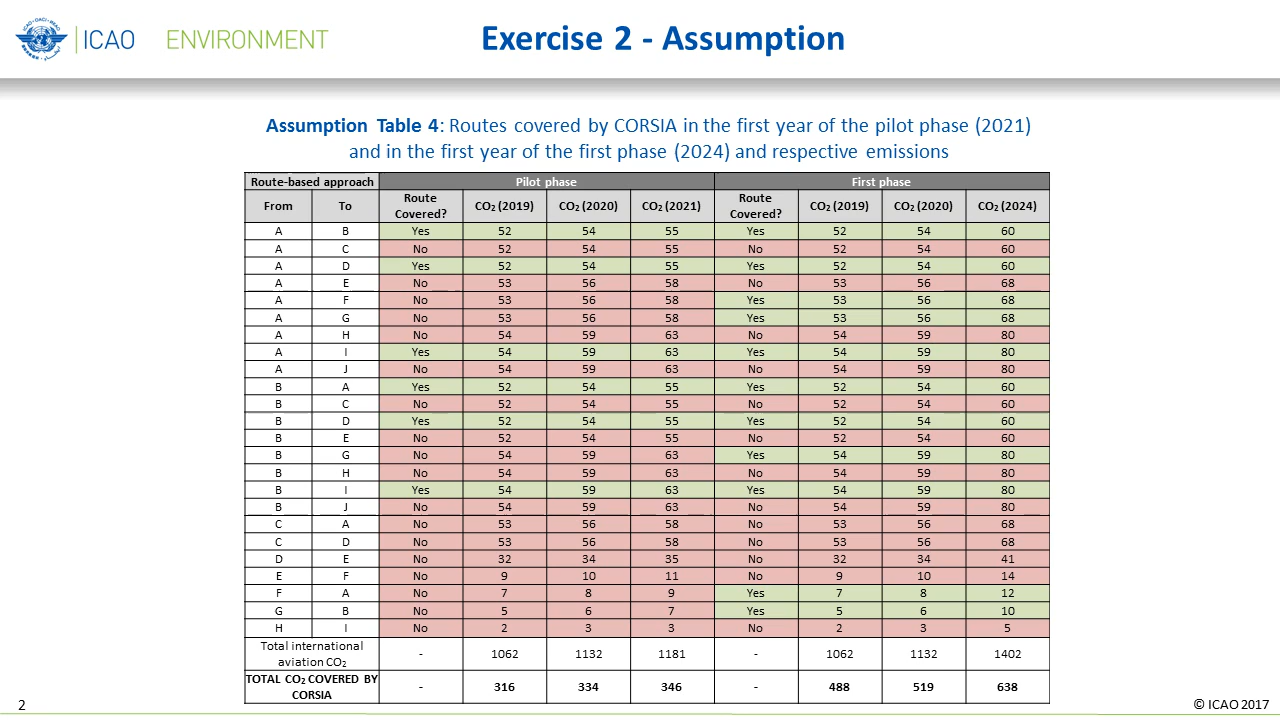 ICAO ENVIRONMENT
Exercise 2 - Assumption
Assumption Table 4: Routes covered by CORSIA in the first year of the pilot phase (2021)
and in the first year of the first phase (2024) and respective emissions
Route-based approach Pilot phase First phase
From To Route Covered? CO2 (2019) CO2 (2020) CO2 (2021) Route Covered? CO2 (2019) CO2 (2020) CO2 (2024)
A B Yes 52 54 55 Yes 52 54 60
A C No 52 54 55 No 52 54 60
A D Yes 52 54 55 Yes 52 54 60
A E No 53 56 58 No 53 56 68
A F No 53 56 58 Yes 53 56 68
A G No 53 56 58 Yes 53 56 68
A H No 54 59 63 No 54 59 80
A I Yes 54 59 63 Yes 54 59 80
A J No 54 59 63 No 54 59 80
B A Yes 52 54 55 Yes 52 54 60
B C No 52 54 55 No 52 54 60
B D Yes 52 54 55 Yes 52 54 60
B E No 52 54 55 No 52 54 60
B G No 54 59 63 Yes 54 59 80
B H No 54 59 63 No 54 59 80
B I Yes 54 59 63 Yes 54 59 80
B J No 54 59 63 No 54 59 80
C A No 53 56 58 No 53 56 68
C D No 53 56 58 No 53 56 68
D E No 32 34 35 No 32 34 41
E F No 9 10 11 No 9 10 14
F A No 7 8 9 Yes 7 8 12
G B No 5 6 7 Yes 5 6 10
H I No 2 3 3 No 2 3 5
Total international aviation CO2 - 1062 1132 1181 - 1062 1132 1402
TOTAL CO2 COVERED BY CORSIA - 316 334 346 - 488 519 638
2
© ICAO 2017